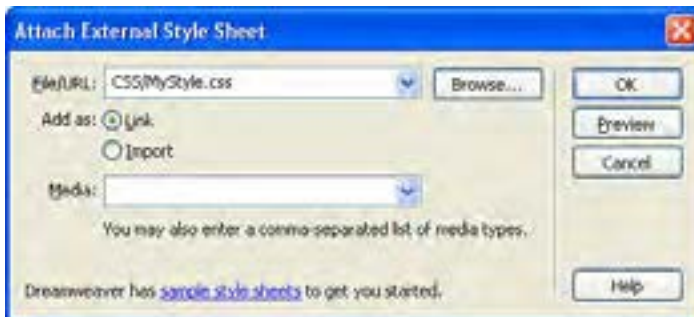 Attach External Style Sheet
File/URL: CSS/MyStyle.css Browse... OK
Add as: Link Preview
Import Cancel
Media:
You may also enter a comma-separated list of media types.
Dreamweaver has sample style sheets to get you started. Help